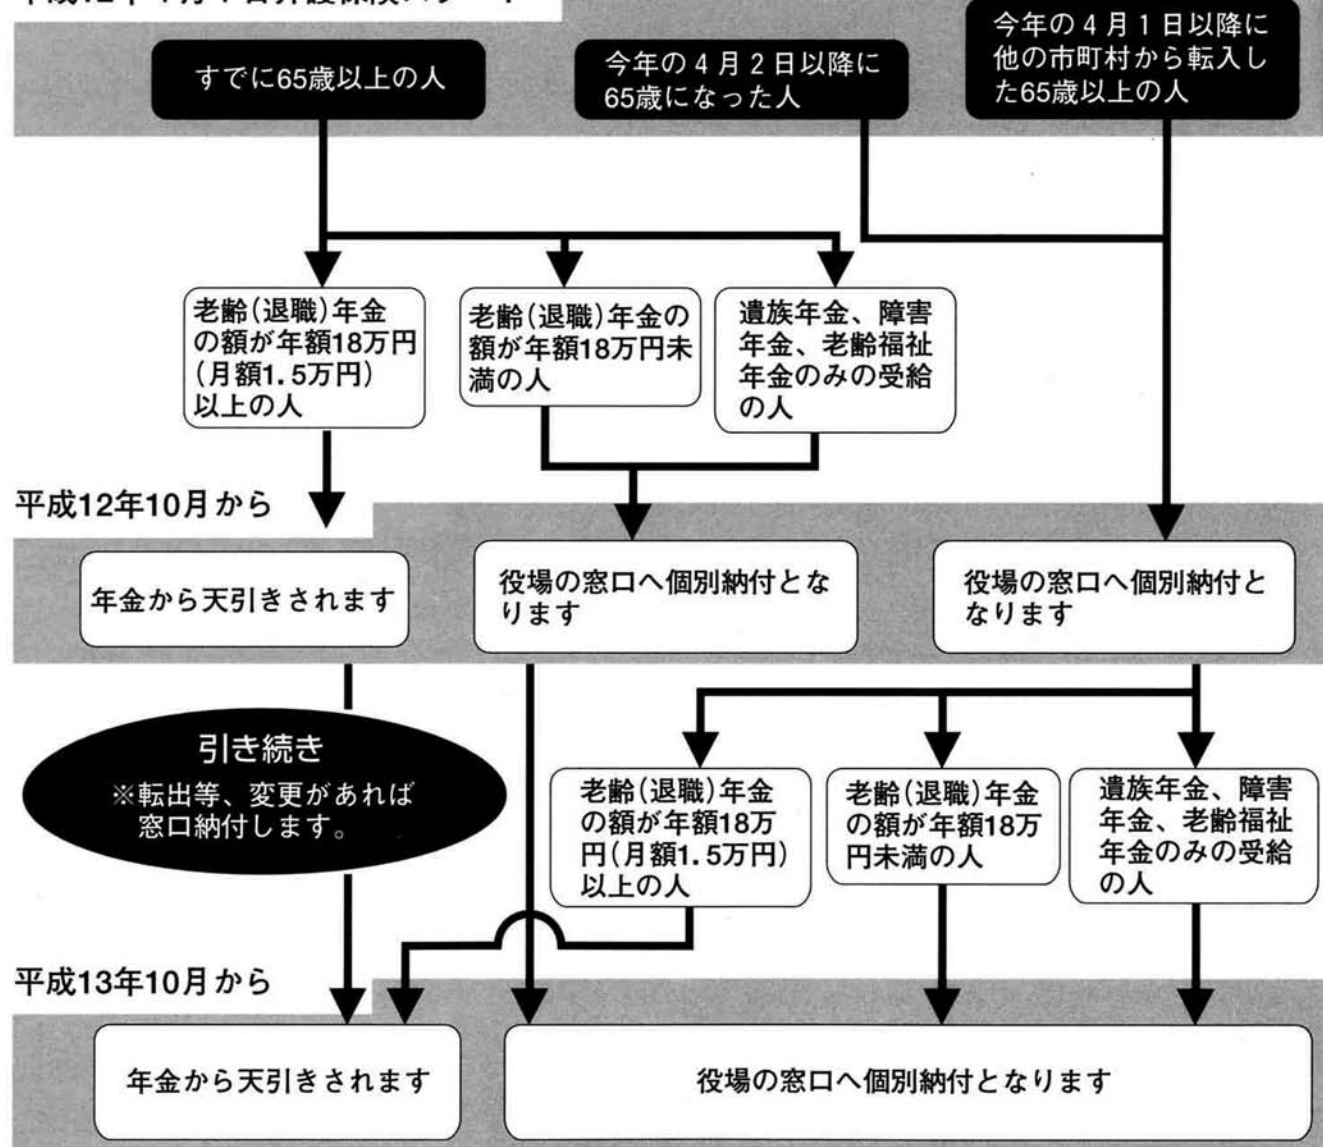 すでに65歳以上の人
今年の4月2日以降に
65歳になった人
今年の4月1日以降に
他の市町村から転入し
た65歳以上の人
老齢(退職)年金
の額が年額18万円
(月額1.5万円)
以上の人
老齢(退職)年金の
額が年額18万円未
満の人
遺族年金、障害
年金、老齢福祉
年金のみの受給
の人
平成12年10月から
年金から天引きされます
役場の窓口へ個別納付とな
ります
役場の窓口へ個別納付と
なります
引き続き
※転出等、変更があれば
窓口納付します。
老齢(退職)年金
の額が年額18万
円(月額1.5万円)
以上の人
老齢(退職)年金
の額が年額18万
円未満の人
遺族年金、障害
年金、老齢福祉
年金のみの受給
の人
平成13年10月から
年金から天引きされます
役場の窓口へ個別納付となります